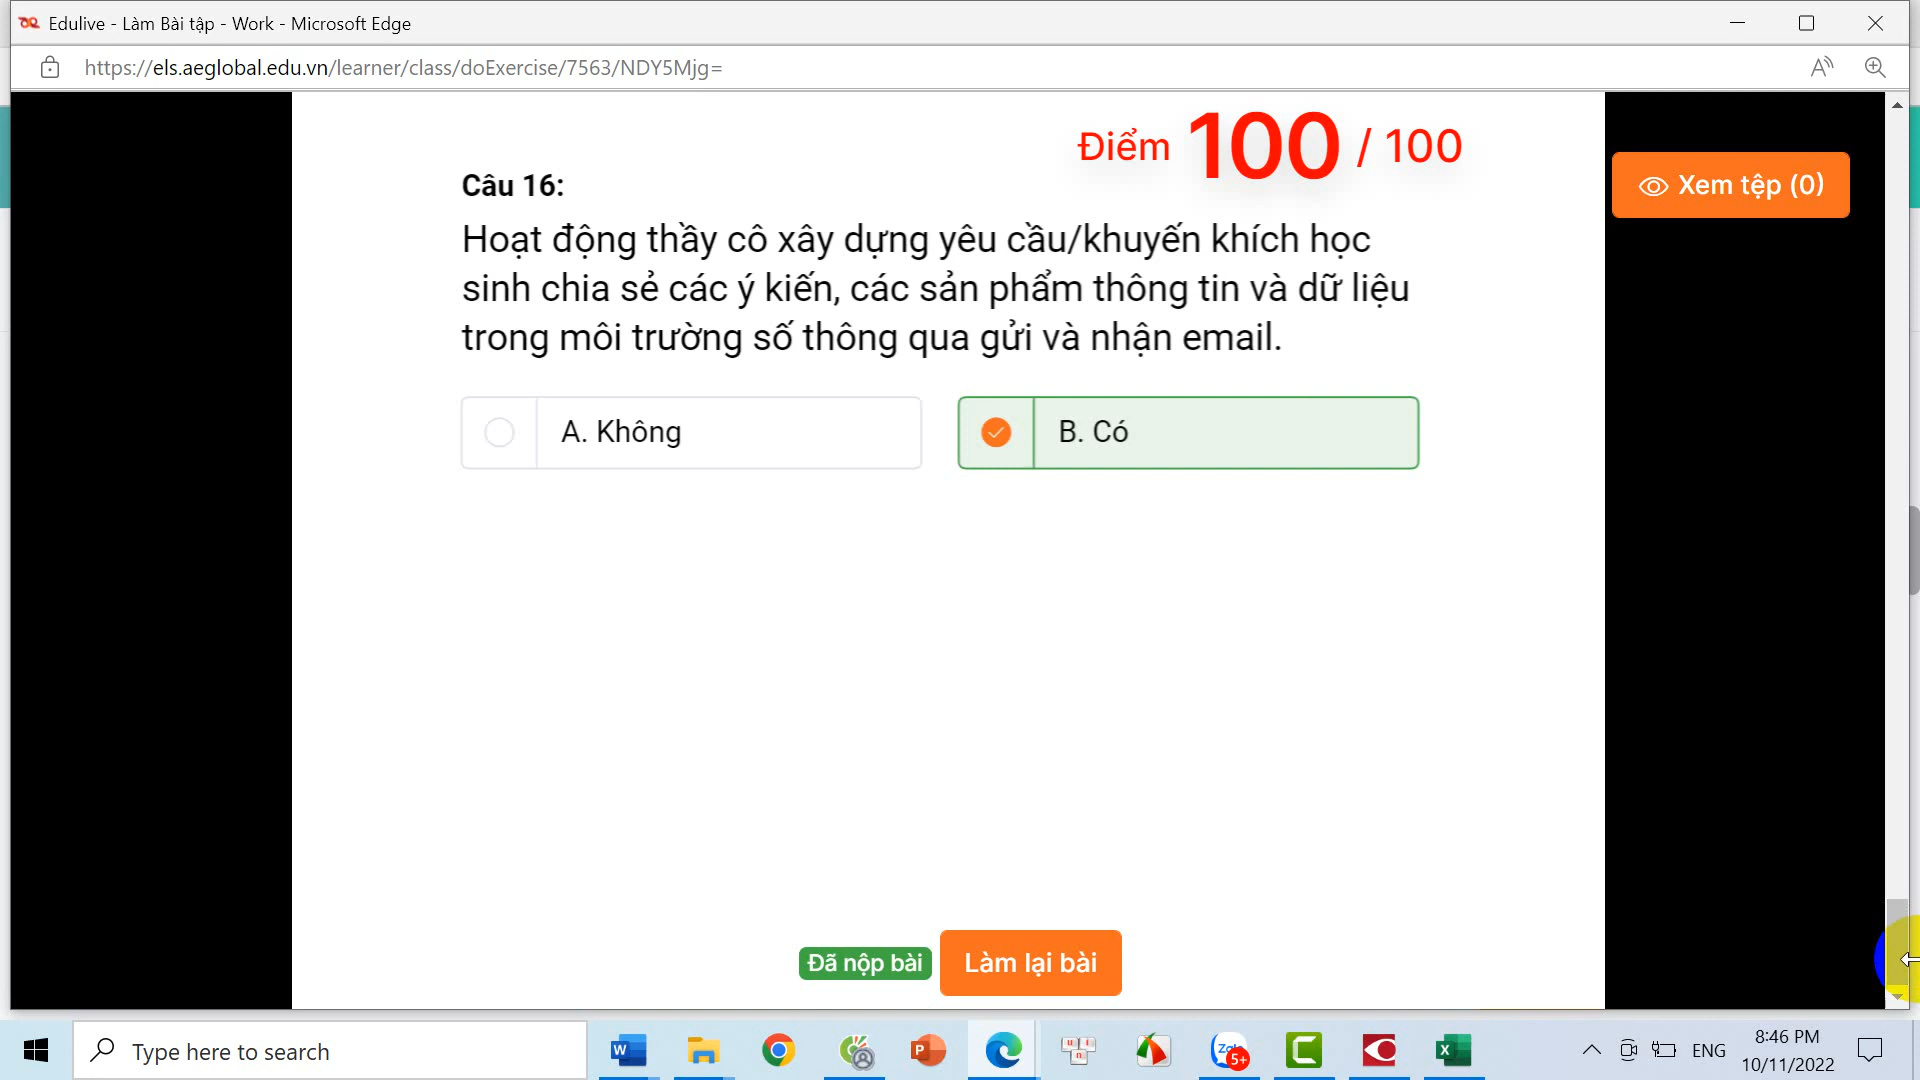 Edulive - Làm Bài tập - Work - Microsoft Edge
https://els.aeglobal.edu.vn/learner/class/doExercise/7563/NDY5Mjg=
Điểm 100 / 100
Xem tệp (0)
Câu 16:
Hoạt động thầy cô xây dựng yêu cầu/khuyến khích học
sinh chia sẻ các ý kiến, các sản phẩm thông tin và dữ liệu
trong môi trường số thông qua gửi và nhận email.
A. Không
B. Có
Đã nộp bài
Làm lại bài
Type here to search
5+
ENG
8:46 PM
10/11/2022